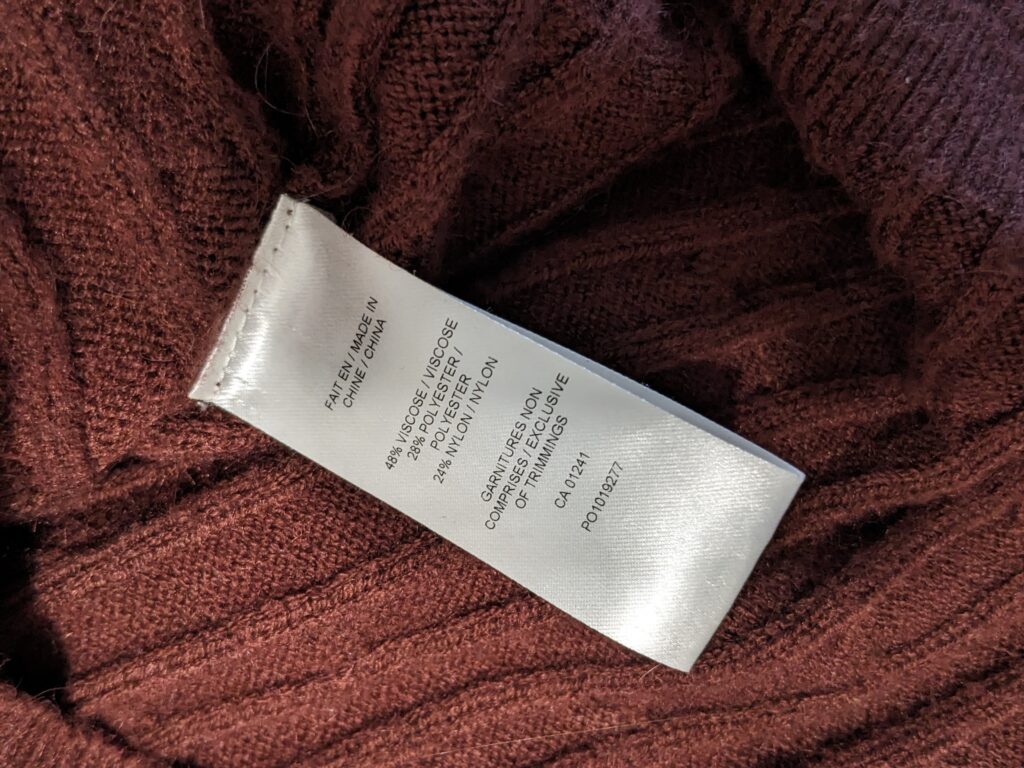 FAIT EN / MADE IN
CHINE / CHINA
48% VISCOSE / VISCOSE
28% POLYESTER /
POLYESTER
24% NYLON / NYLON
GARNITURES NON
COMPRISES / EXCLUSIVE
OF TRIMMINGS
CA 01241
PO1019277